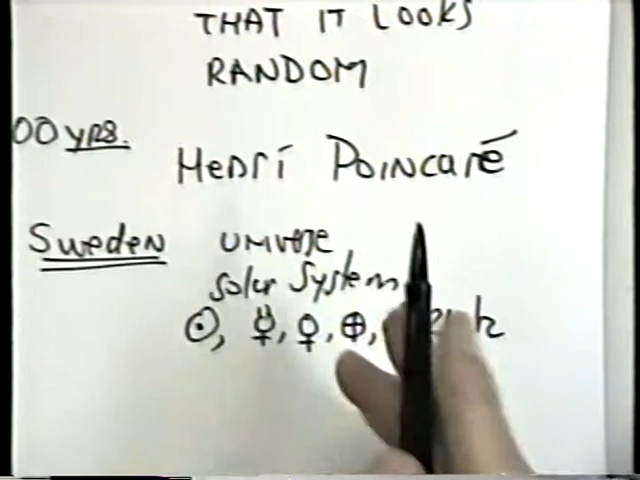 THAT IT LOOKS
RANDOM
00 yrs.
Henri Poincaré
Sweden
Solar System
☉, ☿, ♀, ⊕,